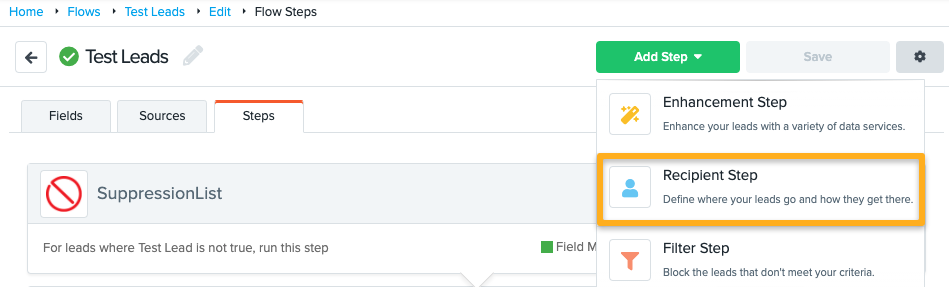 Home ‣ Flows ‣ Test Leads ‣ Edit ‣ Flow Steps
Test Leads
Add Step
Save
Enhancement Step
Enhance your leads with a variety of data services.
Fields
Sources
Steps
Recipient Step
Define where your leads go and how they get there.
SuppressionList
For leads where Test Lead is not true, run this step
Field M
Filter Step
Block the leads that don't meet your criteria.